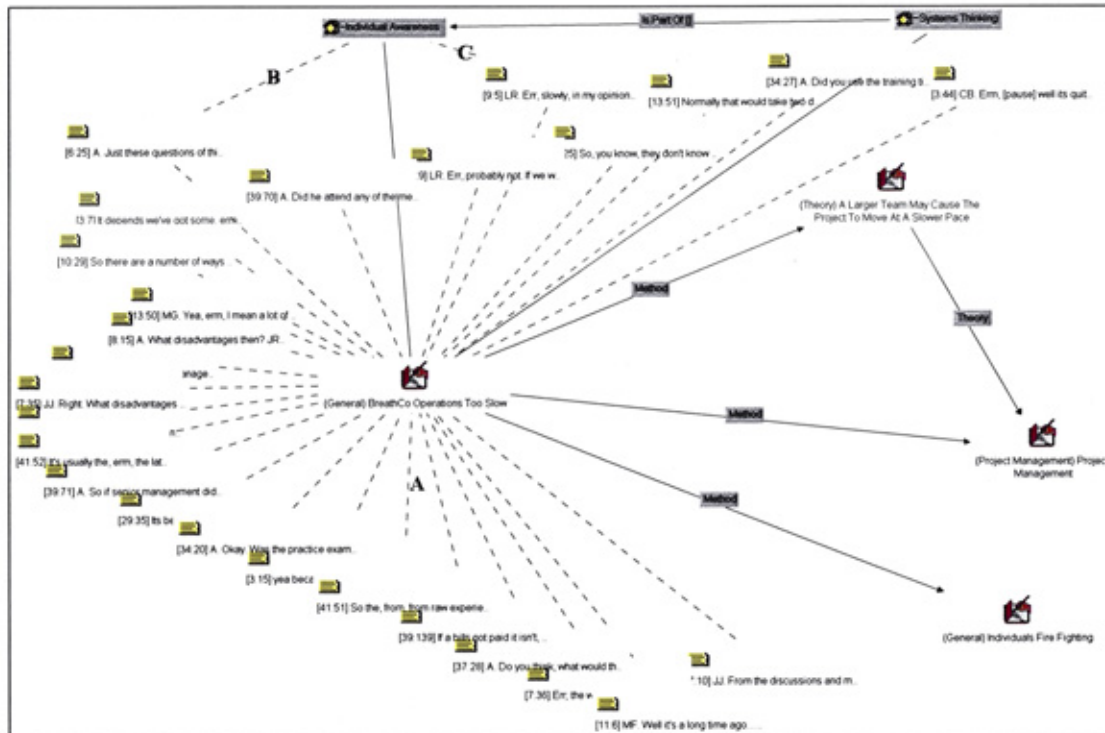 ~Individual Awareness
Is Part Of []
~Systems Thinking
B
C
[9:5] LR. Err, slowly, in my opinion..
[13:51] Normally that would take two d
[34:27] A. Did you the training
[3:44] CB. Erm, [pause] well its quit..
[6:25] A. Just these questions of thi..
[39:70] A. Did he attend any of
9] LR. Err, probably not. If we w..
25] So, you know, they don't know ..
(Theory) A Larger Team May Cause The
Project To Move At A Slower Pace
It depends we've got some
[10:29] So there are a number of ways ..
Method
[13:50] MG. Yea, erm, I mean a lot of
[8:15] A. What disadvantages then? JR..
Theory
[7:35] JJ. Right. What disadvantages ..
(General) BreathCo Operations Too Slow
Method
[41:52] It's usually the, erm, the lat..
(Project Management) Project
Management
[39:71] A. So if senior management did..
A
Method
[29:35] Its be
[34:20] A. Okay. Was the practice exam..
[3:15] yea beca
[41:51] So the, from, from raw experie..
[39:139] If a bills got paid it isn't, ..
(General) Individuals Fire Fighting
[37:28] A. Do you think, what would th..
10] JJ. From the discussions and m..
[7:36] Err, the w
[11:6] MF. Well it's a long time ago......